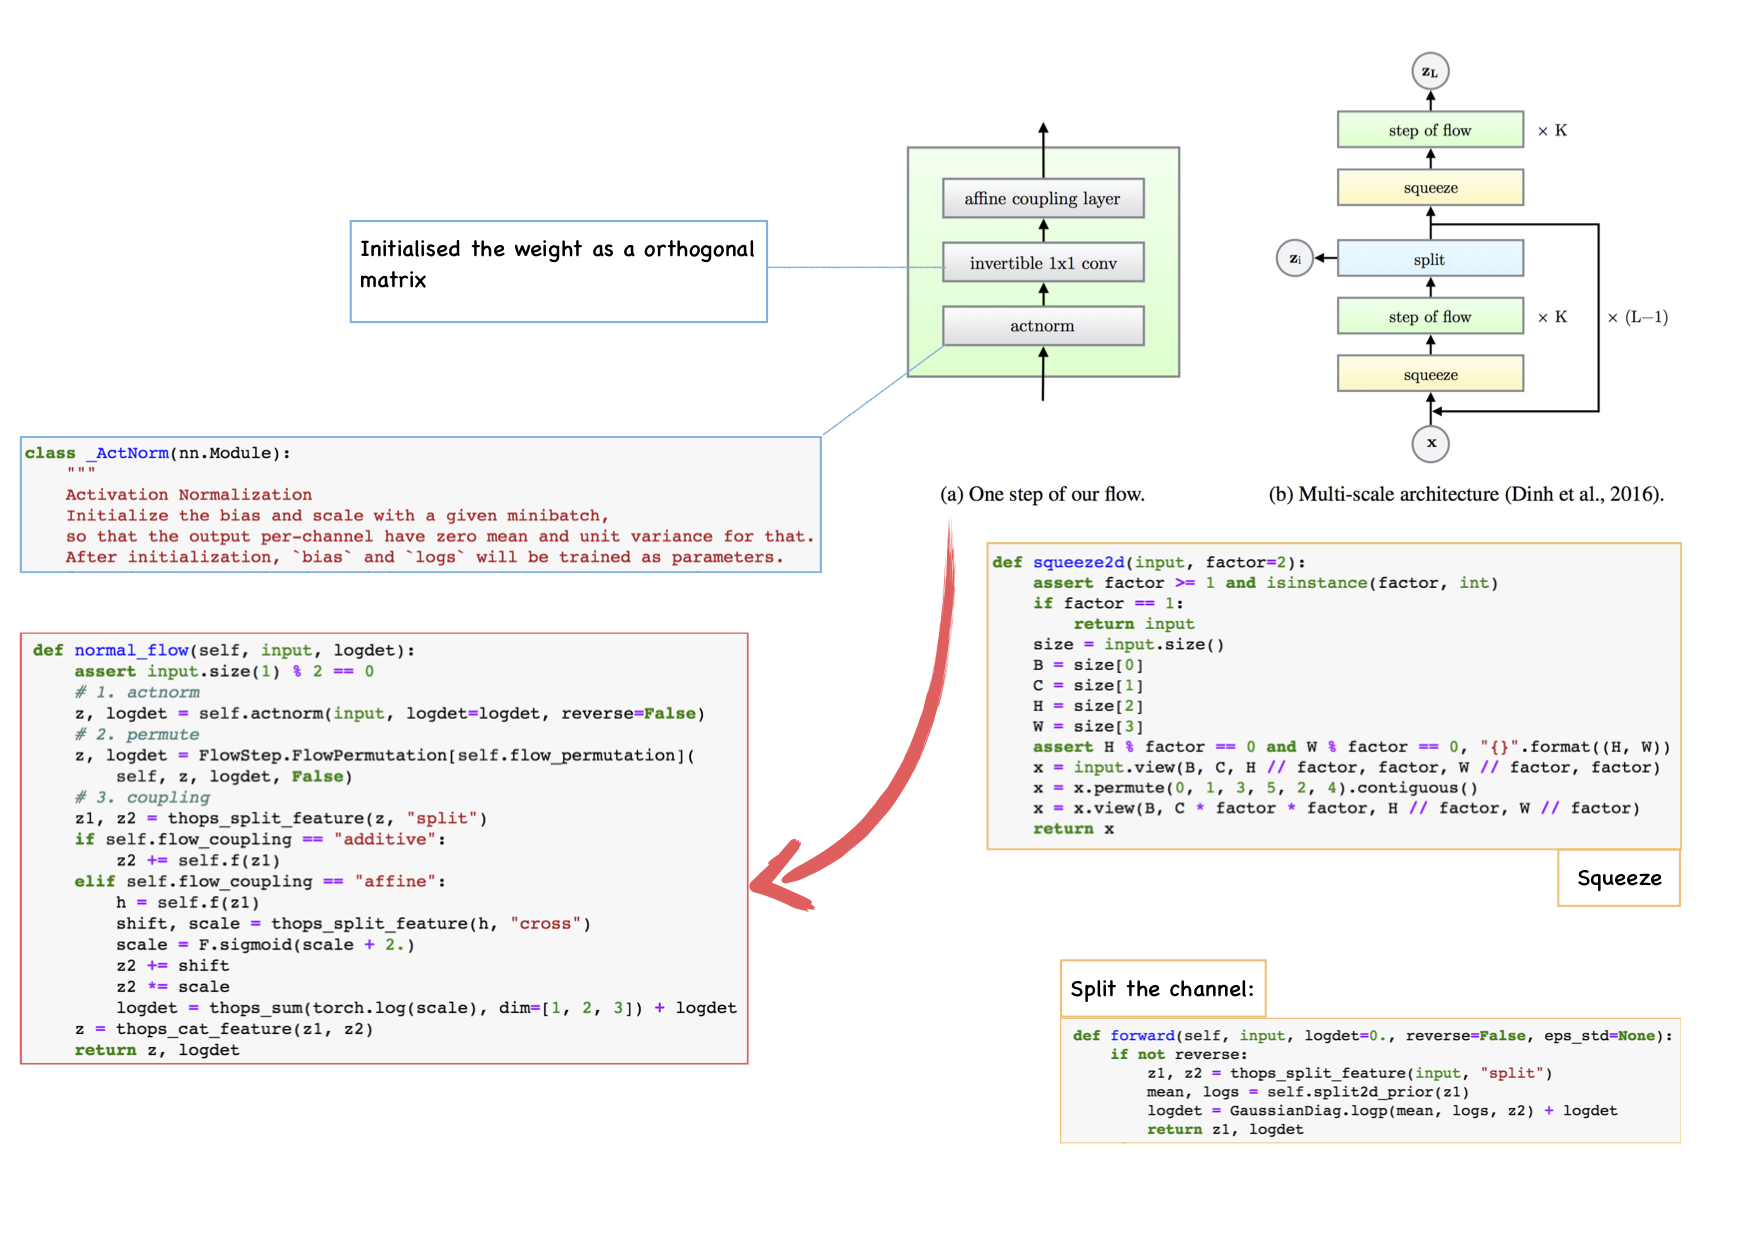 Initialised the weight as a orthogonal
matrix
affine coupling layer
invertible 1x1 conv
actnorm
(a) One step of our flow.
zL
step of flow
× K
squeeze
zi
split
step of flow
× K
× (L−1)
squeeze
x
(b) Multi-scale architecture (Dinh et al., 2016).
class _ActNorm(nn.Module):
    """
    Activation Normalization
    Initialize the bias and scale with a given minibatch,
    so that the output per-channel have zero mean and unit variance for that.
    After initialization, `bias` and `logs` will be trained as parameters.
def normal_flow(self, input, logdet):
    assert input.size(1) % 2 == 0
    # 1. actnorm
    z, logdet = self.actnorm(input, logdet=logdet, reverse=False)
    # 2. permute
    z, logdet = FlowStep.FlowPermutation[self.flow_permutation](
        self, z, logdet, False)
    # 3. coupling
    z1, z2 = thops_split_feature(z, "split")
    if self.flow_coupling == "additive":
        z2 += self.f(z1)
    elif self.flow_coupling == "affine":
        h = self.f(z1)
        shift, scale = thops_split_feature(h, "cross")
        scale = F.sigmoid(scale + 2.)
        z2 += shift
        z2 *= scale
        logdet = thops_sum(torch.log(scale), dim=[1, 2, 3]) + logdet
    z = thops_cat_feature(z1, z2)
    return z, logdet
def squeeze2d(input, factor=2):
    assert factor >= 1 and isinstance(factor, int)
    if factor == 1:
        return input
    size = input.size()
    B = size[0]
    C = size[1]
    H = size[2]
    W = size[3]
    assert H % factor == 0 and W % factor == 0, "{}".format((H, W))
    x = input.view(B, C, H // factor, factor, W // factor, factor)
    x = x.permute(0, 1, 3, 5, 2, 4).contiguous()
    x = x.view(B, C * factor * factor, H // factor, W // factor)
    return x
Squeeze
Split the channel:
def forward(self, input, logdet=0., reverse=False, eps_std=None):
    if not reverse:
        z1, z2 = thops_split_feature(input, "split")
        mean, logs = self.split2d_prior(z1)
        logdet = GaussianDiag.logp(mean, logs, z2) + logdet
        return z1, logdet